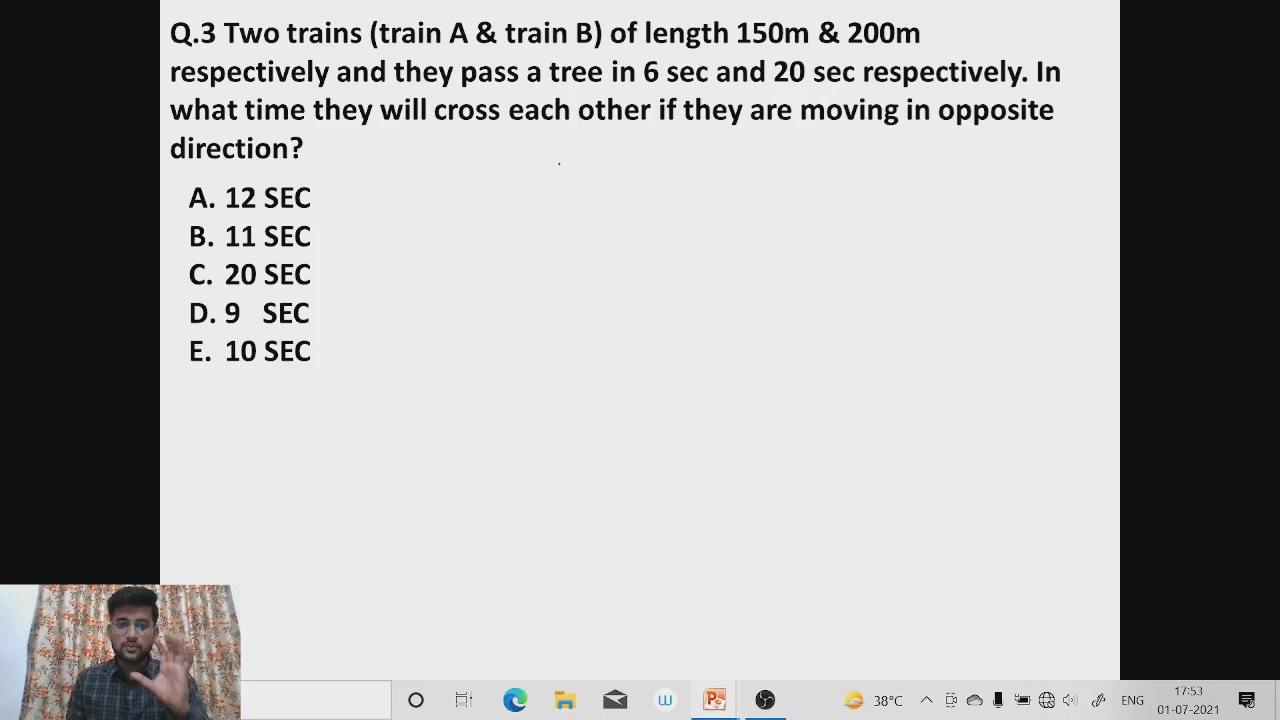 Q.3 Two trains (train A & train B) of length 150m & 200m
respectively and they pass a tree in 6 sec and 20 sec respectively. In
what time they will cross each other if they are moving in opposite
direction?
A. 12 SEC
B. 11 SEC
C. 20 SEC
D. 9 SEC
E. 10 SEC
38°C
ENG
17:53
01-07-2021